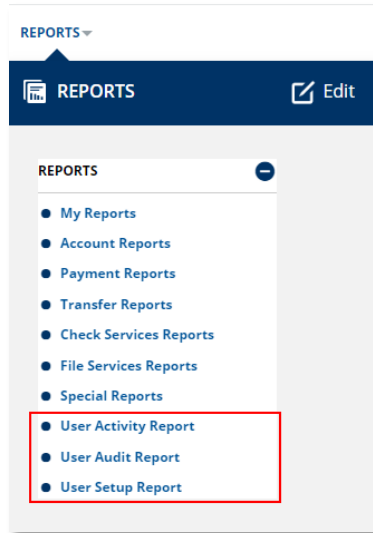 REPORTS
REPORTS
Edit
REPORTS
My Reports
Account Reports
Payment Reports
Transfer Reports
Check Services Reports
File Services Reports
Special Reports
User Activity Report
User Audit Report
User Setup Report